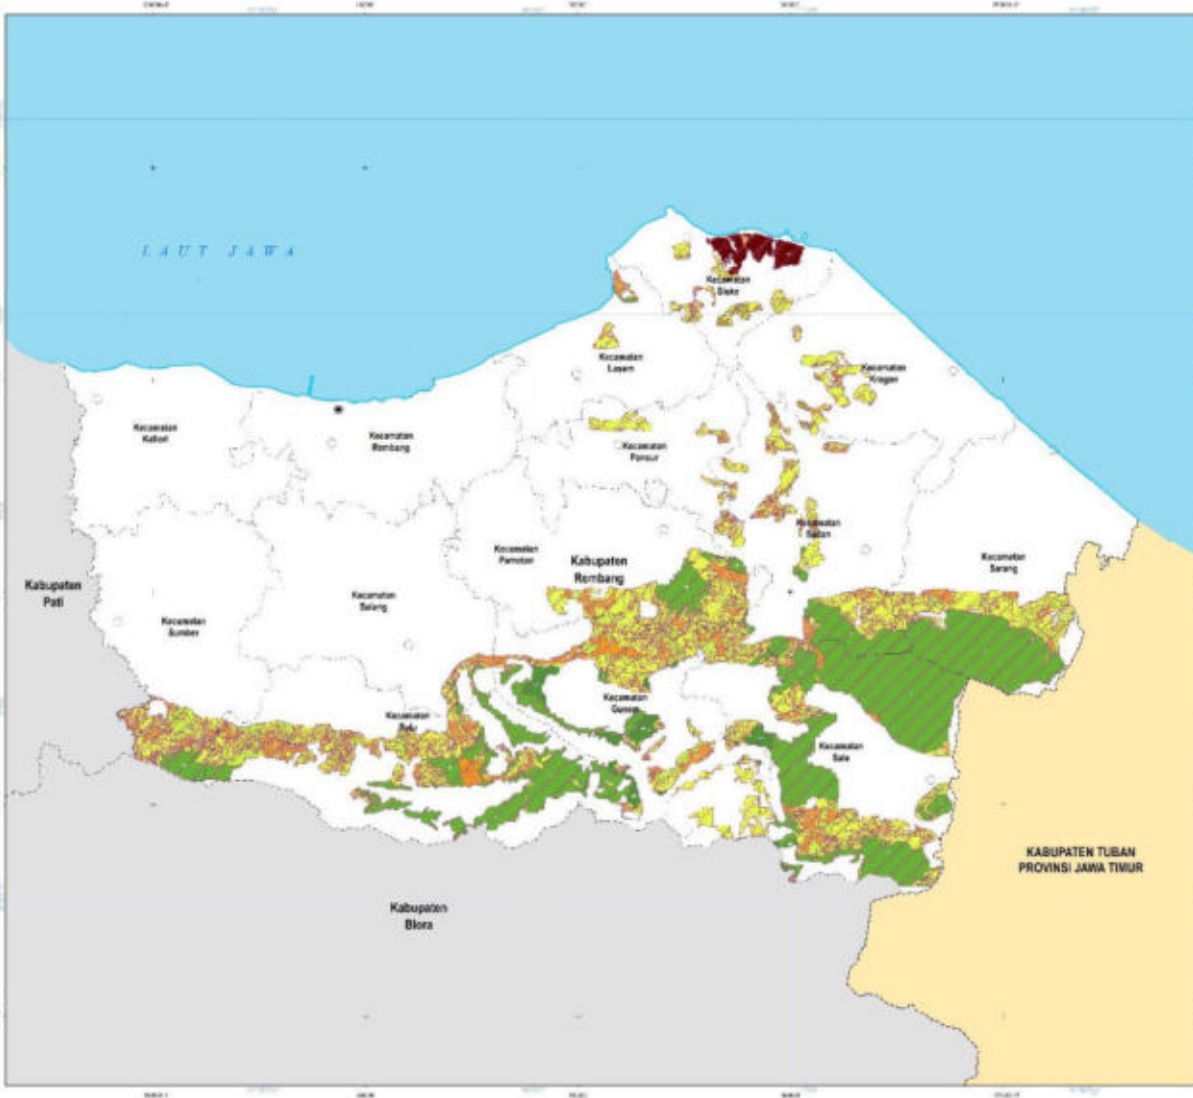 LAUT JAWA
Kecamatan
Sluke
Kecamatan
Lasem
Kecamatan
Kragan
Kecamatan
Kaliori
Kecamatan
Rembang
Kecamatan
Pancur
Kecamatan
Sedan
Kecamatan
Pamotan
Kabupaten
Rembang
Kecamatan
Sarang
Kabupaten
Pati
Kecamatan
Sulang
Kecamatan
Sumber
Kecamatan
Gunem
Kecamatan
Bulu
Kecamatan
Sale
KABUPATEN TUBAN
PROVINSI JAWA TIMUR
Kabupaten
Blora